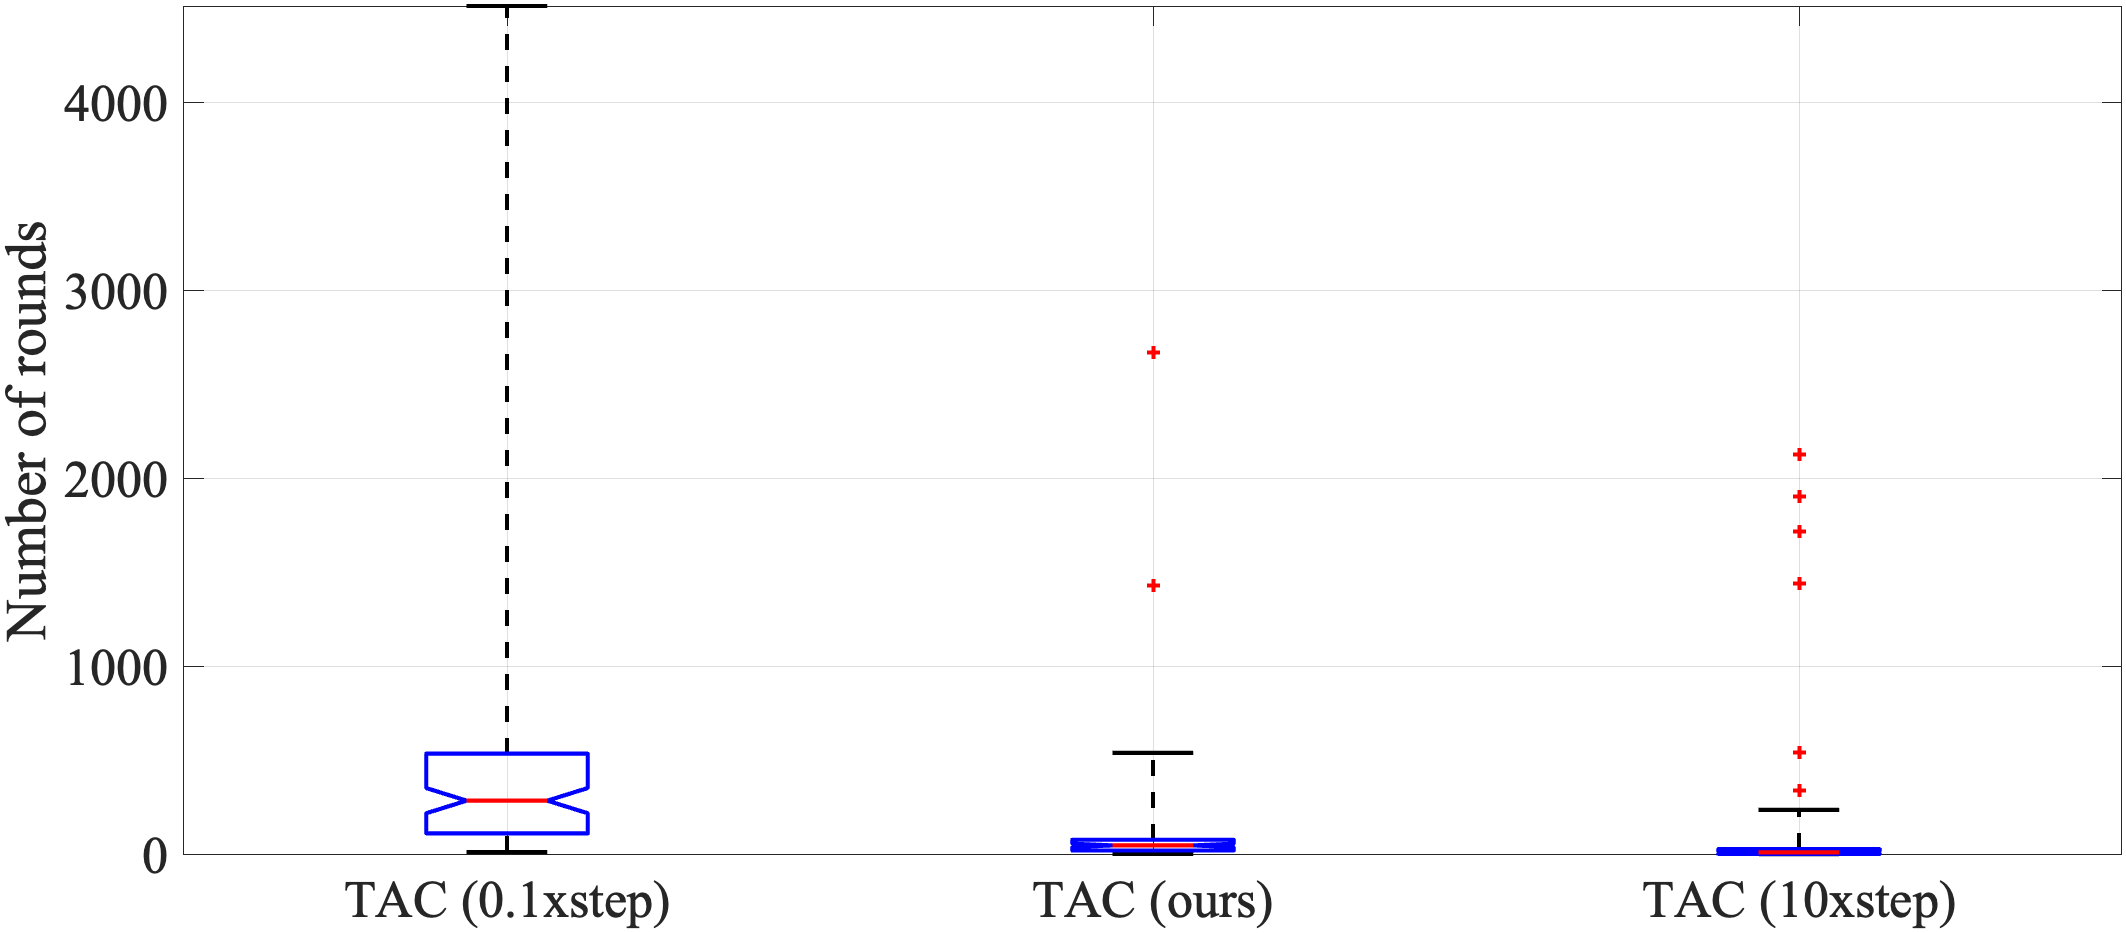 Number of rounds
4000
3000
2000
1000
0
TAC (0.1xstep)
TAC (ours)
TAC (10xstep)